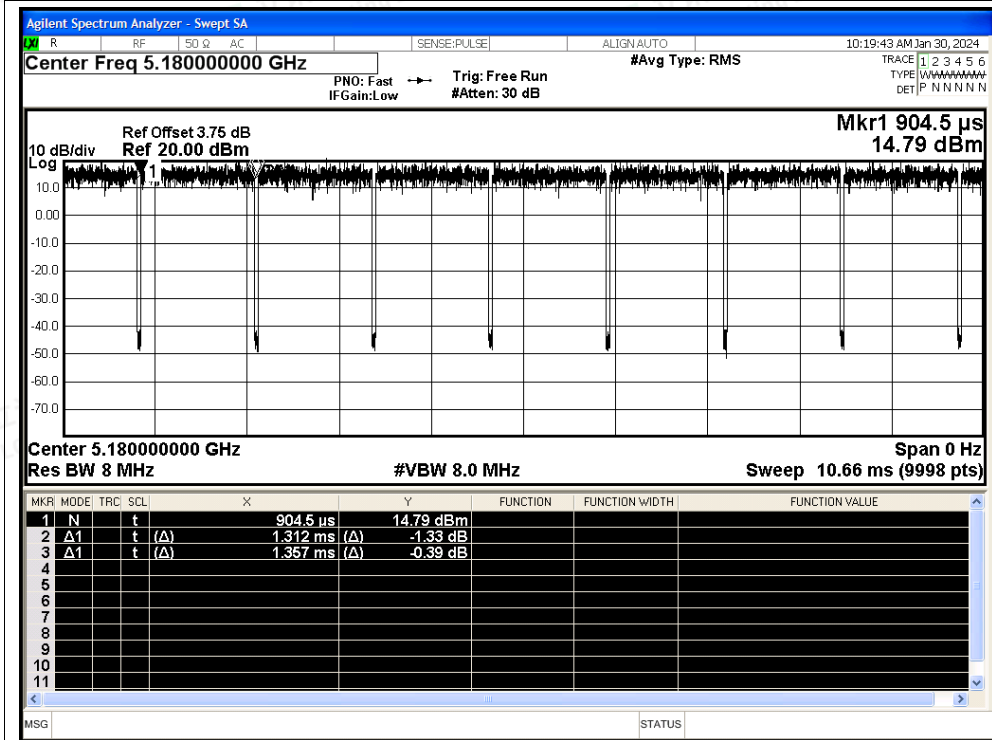 Agilent Spectrum Analyzer - Swept SA
LXI R RF 50 Ω AC SENSE:PULSE ALIGN AUTO 10:19:43 AM Jan 30, 2024
Center Freq 5.180000000 GHz #Avg Type: RMS TRACE 1 2 3 4 5 6
PNO: Fast Trig: Free Run TYPE WWWWWW
IFGain:Low #Atten: 30 dB DET P N N N N N
Mkr1 904.5 µs
Ref Offset 3.75 dB
10 dB/div Ref 20.00 dBm 14.79 dBm
Log
1
10.0
0.00
-10.0
-20.0
-30.0
-40.0
-50.0
-60.0
-70.0
Center 5.180000000 GHz Span 0 Hz
Res BW 8 MHz #VBW 8.0 MHz Sweep 10.66 ms (9998 pts)
MKR MODE TRC SCL X Y FUNCTION FUNCTION WIDTH FUNCTION VALUE
1 N t 904.5 µs 14.79 dBm
2 Δ1 t (Δ) 1.312 ms (Δ) -1.33 dB
3 Δ1 t (Δ) 1.357 ms (Δ) -0.39 dB
4
5
6
7
8
9
10
11
MSG STATUS